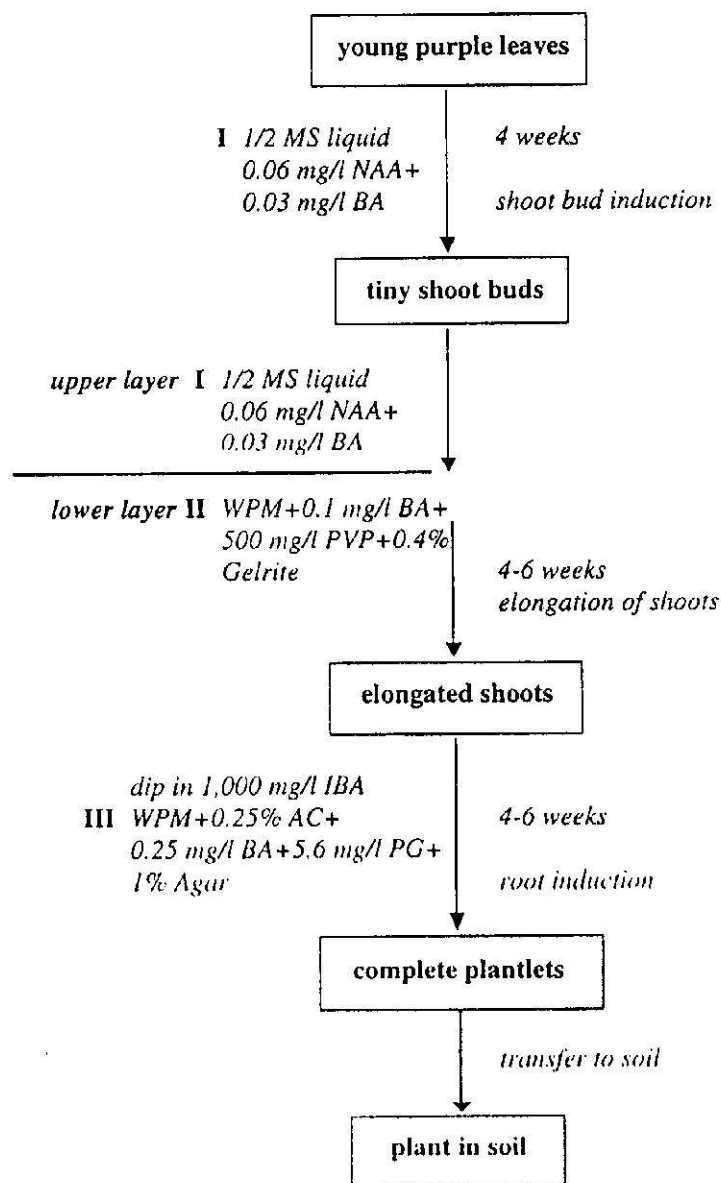 young purple leaves
I 1/2 MS liquid
0.06 mg/l NAA+
0.03 mg/l BA
4 weeks
shoot bud induction
tiny shoot buds
upper layer I 1/2 MS liquid
0.06 mg/l NAA+
0.03 mg/l BA
lower layer II WPM+0.1 mg/l BA+
500 mg/l PVP+0.4%
Gelrite
4-6 weeks
elongation of shoots
elongated shoots
dip in 1,000 mg/l IBA
III WPM+0.25% AC+
0.25 mg/l BA+5.6 mg/l PG+
1% Agar
4-6 weeks
root induction
complete plantlets
transfer to soil
plant in soil